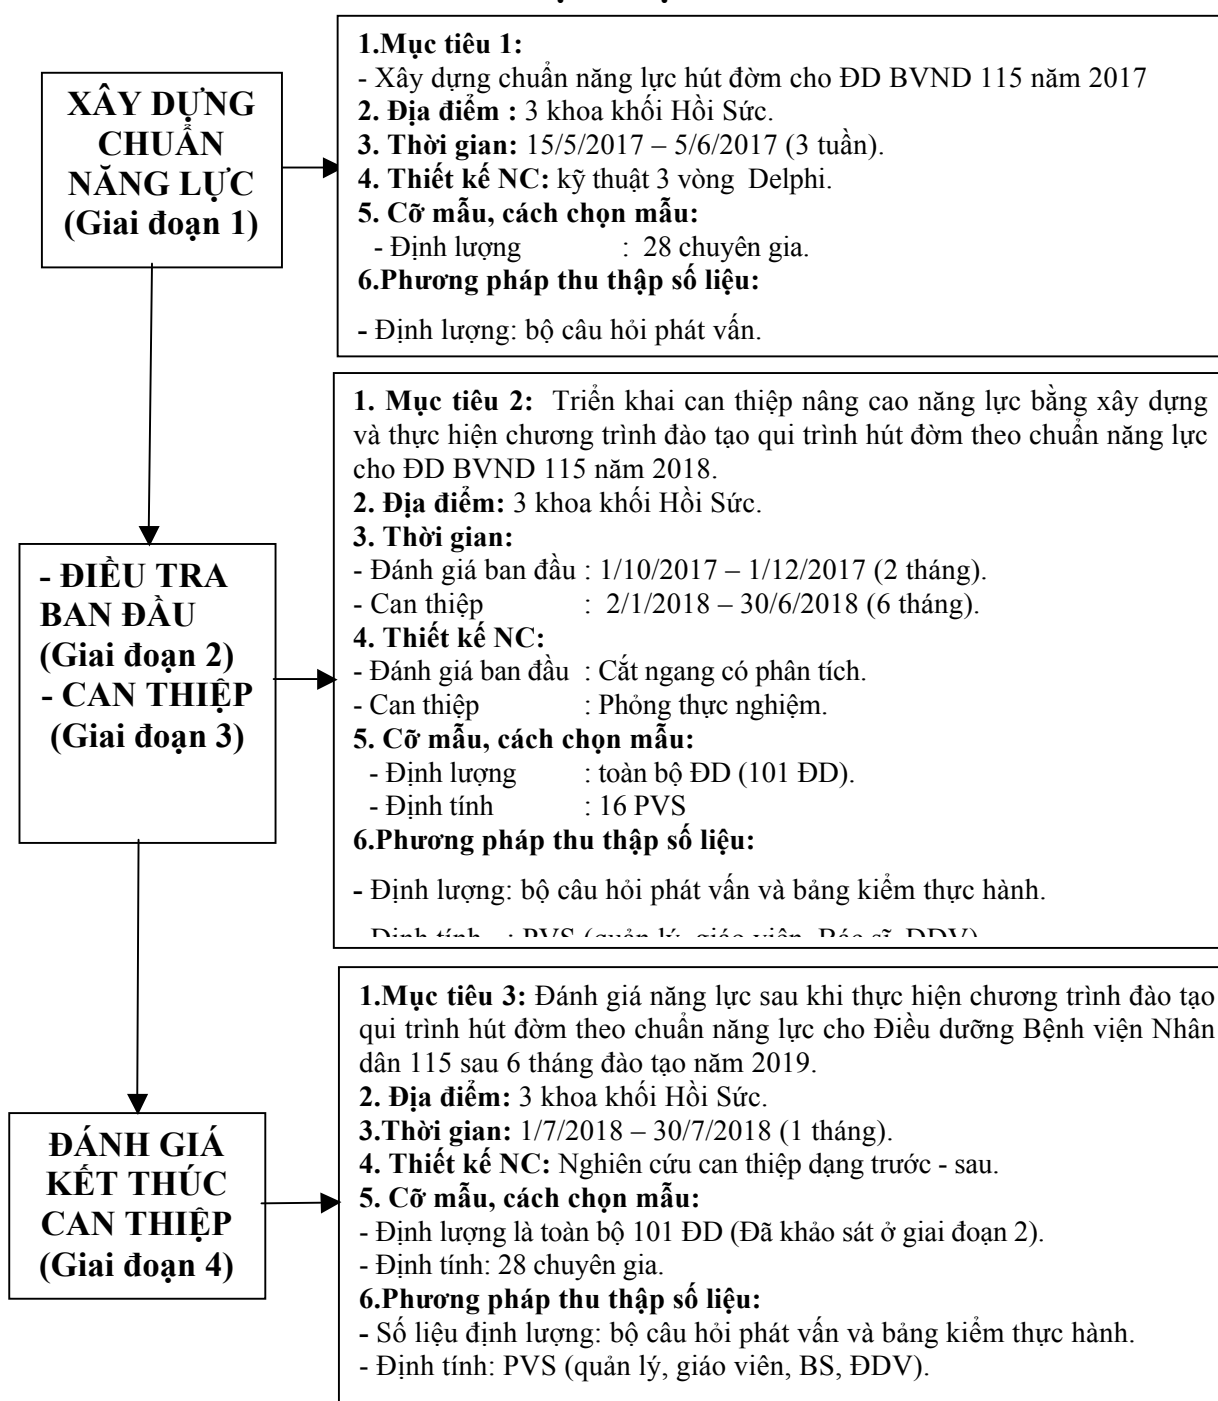 XÂY DỰNG
CHUẨN
NĂNG LỰC
(Giai đoạn 1)
1.Mục tiêu 1:
- Xây dựng chuẩn năng lực hút đờm cho ĐD BVND 115 năm 2017
2. Địa điểm : 3 khoa khối Hồi Sức.
3. Thời gian: 15/5/2017 – 5/6/2017 (3 tuần).
4. Thiết kế NC: kỹ thuật 3 vòng Delphi.
5. Cỡ mẫu, cách chọn mẫu:
- Định lượng : 28 chuyên gia.
6.Phương pháp thu thập số liệu:
- Định lượng: bộ câu hỏi phát vấn.
- ĐIỀU TRA
BAN ĐẦU
(Giai đoạn 2)
- CAN THIỆP
(Giai đoạn 3)
1. Mục tiêu 2: Triển khai can thiệp nâng cao năng lực bằng xây dựng
và thực hiện chương trình đào tạo qui trình hút đờm theo chuẩn năng lực
cho ĐD BVND 115 năm 2018.
2. Địa điểm: 3 khoa khối Hồi Sức.
3. Thời gian:
- Đánh giá ban đầu : 1/10/2017 – 1/12/2017 (2 tháng).
- Can thiệp : 2/1/2018 – 30/6/2018 (6 tháng).
4. Thiết kế NC:
- Đánh giá ban đầu : Cắt ngang có phân tích.
- Can thiệp : Phỏng thực nghiệm.
5. Cỡ mẫu, cách chọn mẫu:
- Định lượng : toàn bộ ĐD (101 ĐD).
- Định tính : 16 PVS
6.Phương pháp thu thập số liệu:
- Định lượng: bộ câu hỏi phát vấn và bảng kiểm thực hành.
- Định tính : PVS (quản lý, giáo viên, Bác sĩ, ĐDV)
ĐÁNH GIÁ
KẾT THÚC
CAN THIỆP
(Giai đoạn 4)
1.Mục tiêu 3: Đánh giá năng lực sau khi thực hiện chương trình đào tạo
qui trình hút đờm theo chuẩn năng lực cho Điều dưỡng Bệnh viện Nhân
dân 115 sau 6 tháng đào tạo năm 2019.
2. Địa điểm: 3 khoa khối Hồi Sức.
3.Thời gian: 1/7/2018 – 30/7/2018 (1 tháng).
4. Thiết kế NC: Nghiên cứu can thiệp dạng trước - sau.
5. Cỡ mẫu, cách chọn mẫu:
- Định lượng là toàn bộ 101 ĐD (Đã khảo sát ở giai đoạn 2).
- Định tính: 28 chuyên gia.
6.Phương pháp thu thập số liệu:
- Số liệu định lượng: bộ câu hỏi phát vấn và bảng kiểm thực hành.
- Định tính: PVS (quản lý, giáo viên, BS, ĐDV).